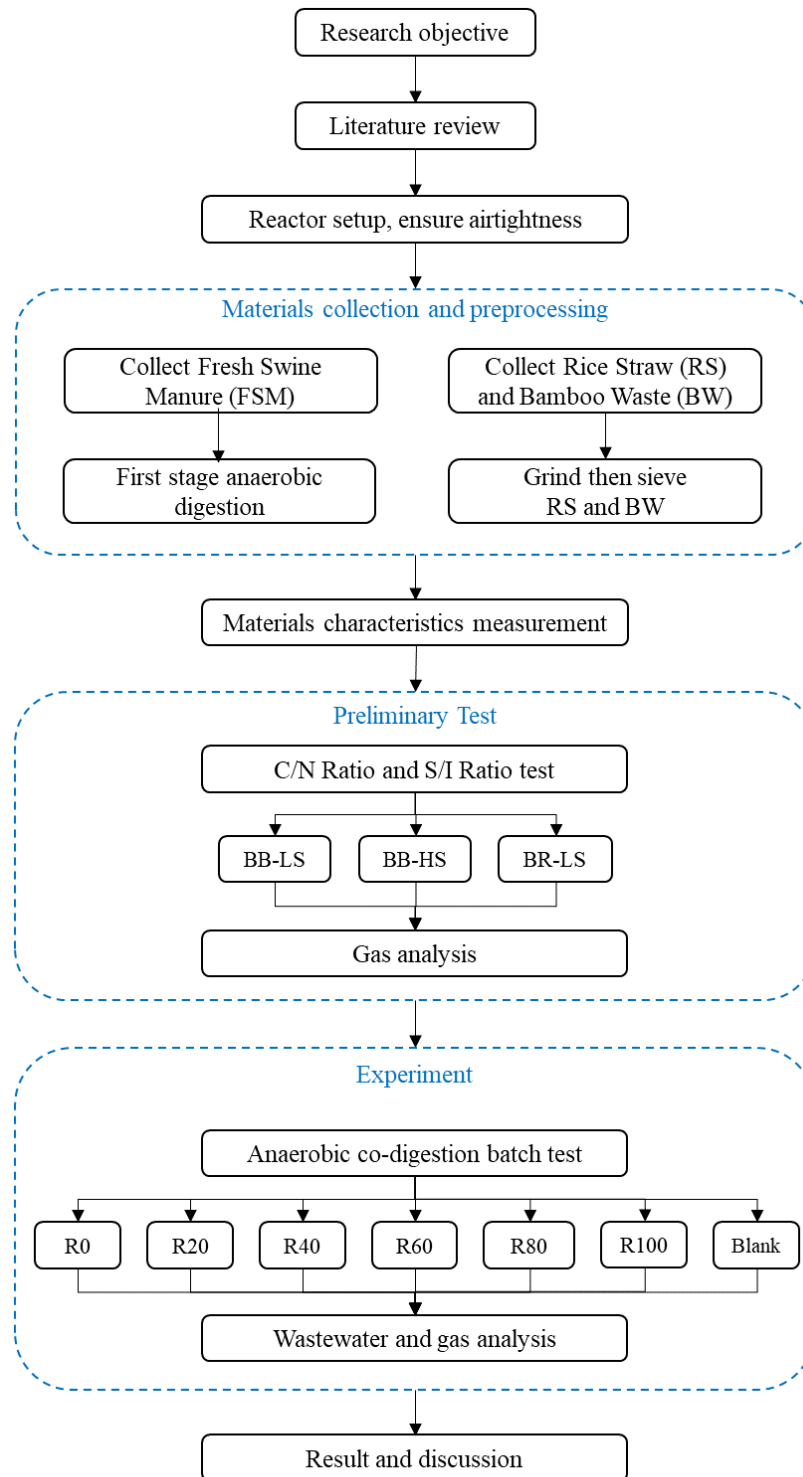 Research objective
Literature review
Reactor setup, ensure airtightness
Materials collection and preprocessing
Collect Fresh Swine
Manure (FSM)
Collect Rice Straw (RS)
and Bamboo Waste (BW)
First stage anaerobic
digestion
Grind then sieve
RS and BW
Materials characteristics measurement
Preliminary Test
C/N Ratio and S/I Ratio test
BB-LS
BB-HS
BR-LS
Gas analysis
Experiment
Anaerobic co-digestion batch test
R0
R20
R40
R60
R80
R100
Blank
Wastewater and gas analysis
Result and discussion